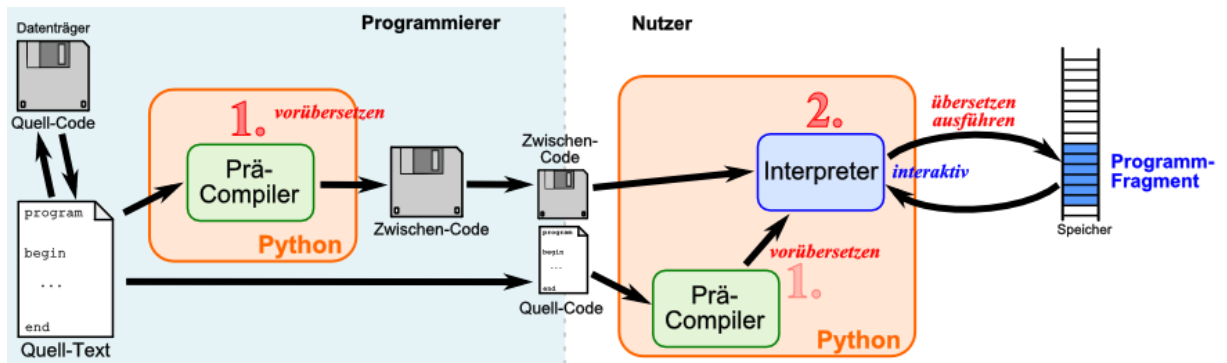 Programmierer
Nutzer
Datenträger
Quell-Code
1.
vorübersetzen
Prä-
Compiler
Python
Zwischen-Code
program
begin
...
end
Quell-Text
Zwischen-
Code
program
begin
...
end
Quell-Code
2.
Interpreter
übersetzen
ausführen
interaktiv
Programm-
Fragment
Speicher
vorübersetzen
1.
Prä-
Compiler
Python